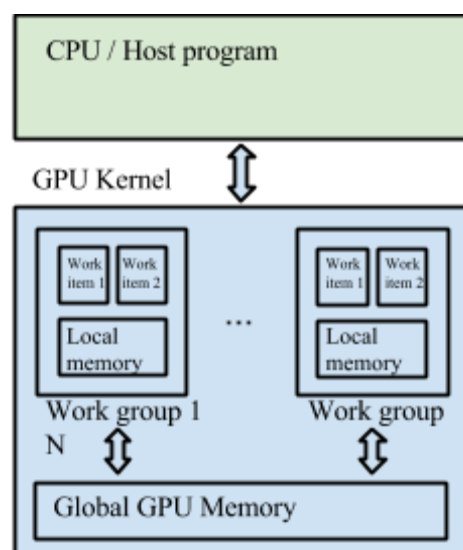 CPU / Host program
GPU Kernel
Work
item 1
Work
item 2
Local
memory
...
Work
item 1
Work
item 2
Local
memory
Work group 1
Work group
N
Global GPU Memory